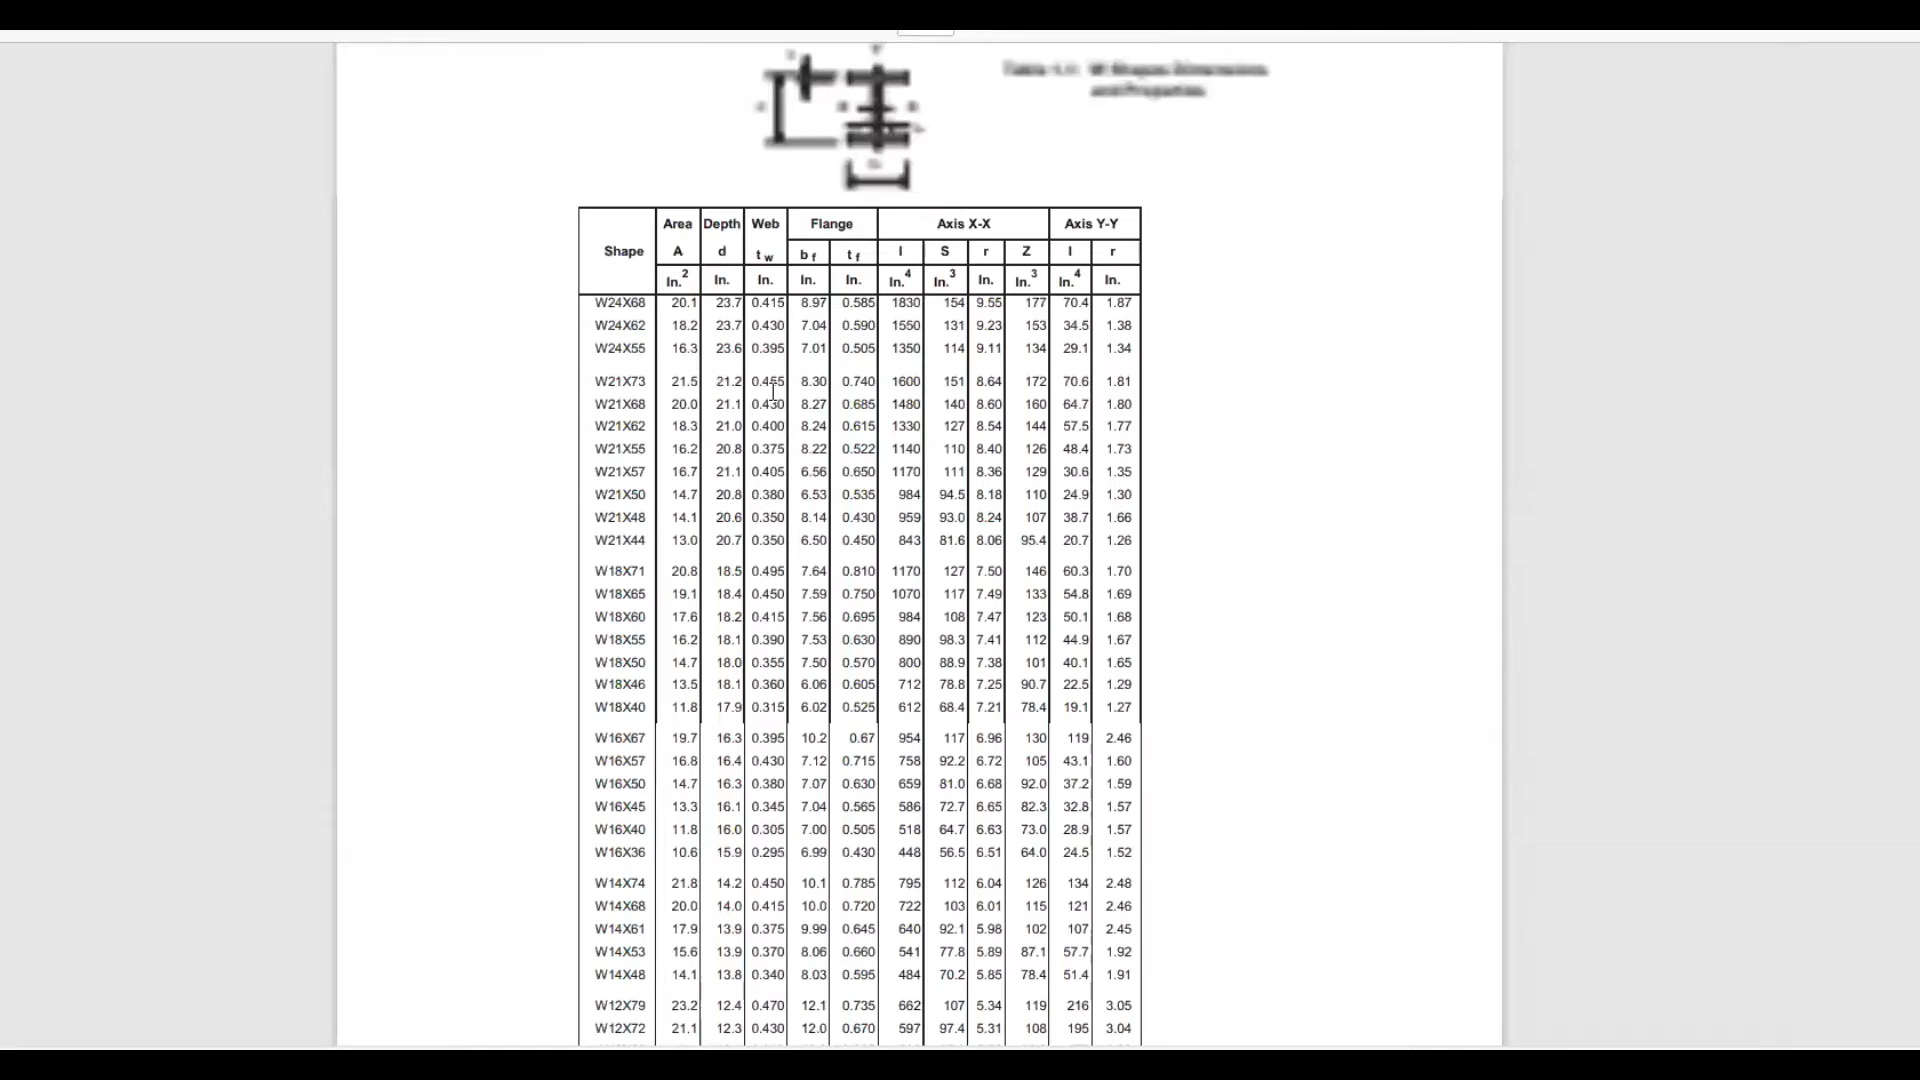 Table 1.1: W Shapes Dimensions
and Properties
Area Depth Web Flange Axis X-X Axis Y-Y
Shape A d t w b f t f I S r Z I r
In.2 In. In. In. In. In.4 In.3 In. In.3 In.4 In.
W24X68 20.1 23.7 0.415 8.97 0.585 1830 154 9.55 177 70.4 1.87
W24X62 18.2 23.7 0.430 7.04 0.590 1550 131 9.23 153 34.5 1.38
W24X55 16.3 23.6 0.395 7.01 0.505 1350 114 9.11 134 29.1 1.34
W21X73 21.5 21.2 0.455 8.30 0.740 1600 151 8.64 172 70.6 1.81
W21X68 20.0 21.1 0.430 8.27 0.685 1480 140 8.60 160 64.7 1.80
W21X62 18.3 21.0 0.400 8.24 0.615 1330 127 8.54 144 57.5 1.77
W21X55 16.2 20.8 0.375 8.22 0.522 1140 110 8.40 126 48.4 1.73
W21X57 16.7 21.1 0.405 6.56 0.650 1170 111 8.36 129 30.6 1.35
W21X50 14.7 20.8 0.380 6.53 0.535 984 94.5 8.18 110 24.9 1.30
W21X48 14.1 20.6 0.350 8.14 0.430 959 93.0 8.24 107 38.7 1.66
W21X44 13.0 20.7 0.350 6.50 0.450 843 81.6 8.06 95.4 20.7 1.26
W18X71 20.8 18.5 0.495 7.64 0.810 1170 127 7.50 146 60.3 1.70
W18X65 19.1 18.4 0.450 7.59 0.750 1070 117 7.49 133 54.8 1.69
W18X60 17.6 18.2 0.415 7.56 0.695 984 108 7.47 123 50.1 1.68
W18X55 16.2 18.1 0.390 7.53 0.630 890 98.3 7.41 112 44.9 1.67
W18X50 14.7 18.0 0.355 7.50 0.570 800 88.9 7.38 101 40.1 1.65
W18X46 13.5 18.1 0.360 6.06 0.605 712 78.8 7.25 90.7 22.5 1.29
W18X40 11.8 17.9 0.315 6.02 0.525 612 68.4 7.21 78.4 19.1 1.27
W16X67 19.7 16.3 0.395 10.2 0.67 954 117 6.96 130 119 2.46
W16X57 16.8 16.4 0.430 7.12 0.715 758 92.2 6.72 105 43.1 1.60
W16X50 14.7 16.3 0.380 7.07 0.630 659 81.0 6.68 92.0 37.2 1.59
W16X45 13.3 16.1 0.345 7.04 0.565 586 72.7 6.65 82.3 32.8 1.57
W16X40 11.8 16.0 0.305 7.00 0.505 518 64.7 6.63 73.0 28.9 1.57
W16X36 10.6 15.9 0.295 6.99 0.430 448 56.5 6.51 64.0 24.5 1.52
W14X74 21.8 14.2 0.450 10.1 0.785 795 112 6.04 126 134 2.48
W14X68 20.0 14.0 0.415 10.0 0.720 722 103 6.01 115 121 2.46
W14X61 17.9 13.9 0.375 9.99 0.645 640 92.1 5.98 102 107 2.45
W14X53 15.6 13.9 0.370 8.06 0.660 541 77.8 5.89 87.1 57.7 1.92
W14X48 14.1 13.8 0.340 8.03 0.595 484 70.2 5.85 78.4 51.4 1.91
W12X79 23.2 12.4 0.470 12.1 0.735 662 107 5.34 119 216 3.05
W12X72 21.1 12.3 0.430 12.0 0.670 597 97.4 5.31 108 195 3.04